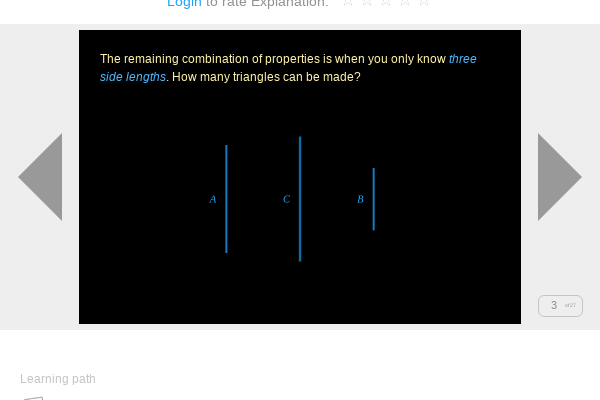 Login to rate Explanation:
The remaining combination of properties is when you only know three
side lengths. How many triangles can be made?
A
C
B
3 of 27
Learning path